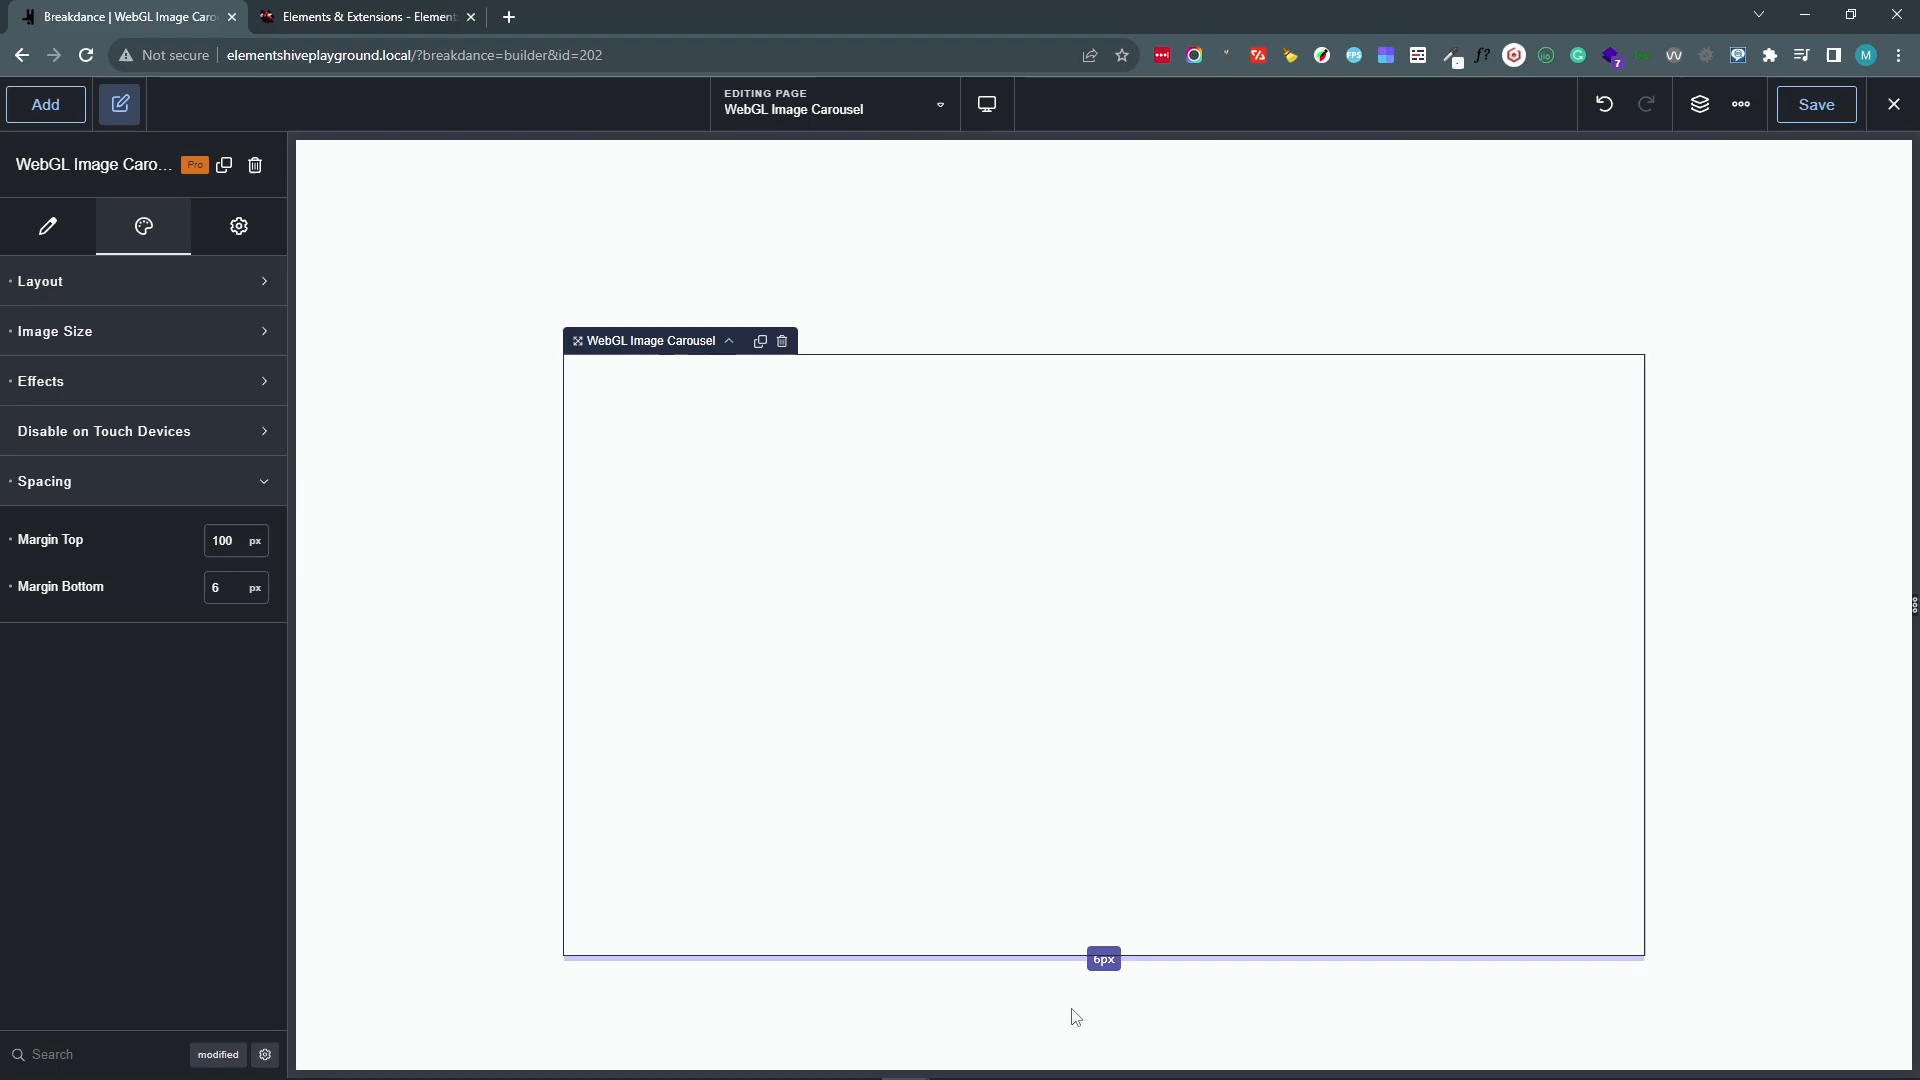 Breakdance | WebGL Image Caro
Elements & Extensions - Element
Not secure
elementshiveplayground.local/?breakdance=builder&id=202
FPS
f?
7
M
Add
EDITING PAGE
WebGL Image Carousel
Save
WebGL Image Caro...
Pro
Layout
Image Size
Effects
Disable on Touch Devices
Spacing
Margin Top
100 px
Margin Bottom
6 px
WebGL Image Carousel
6px
Search
modified